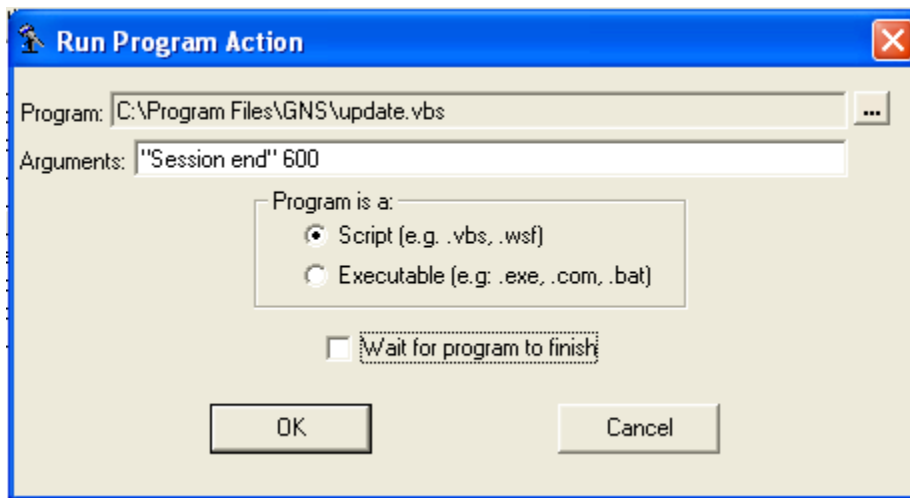 Run Program Action
Program: C:\Program Files\GNS\update.vbs ...
Arguments: "Session end" 600
Program is a:
Script (e.g. .vbs, .wsf)
Executable (e.g: .exe, .com, .bat)
Wait for program to finish
OK Cancel